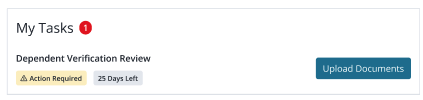 My Tasks 1
Dependent Verification Review
⚠ Action Required 25 Days Left
Upload Documents